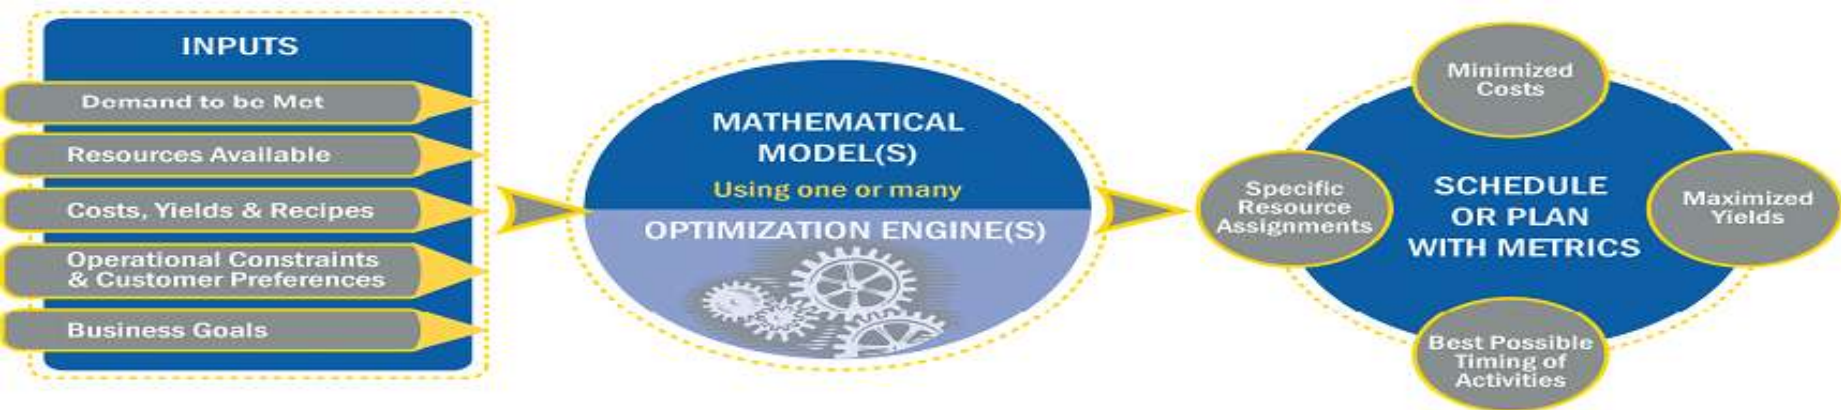 INPUTS
Demand to be Met
Resources Available
Costs, Yields & Recipes
Operational Constraints
& Customer Preferences
Business Goals
MATHEMATICAL
MODEL(S)
Using one or many
OPTIMIZATION ENGINE(S)
Minimized
Costs
Specific
Resource
Assignments
SCHEDULE
OR PLAN
WITH METRICS
Maximized
Yields
Best Possible
Timing of
Activities